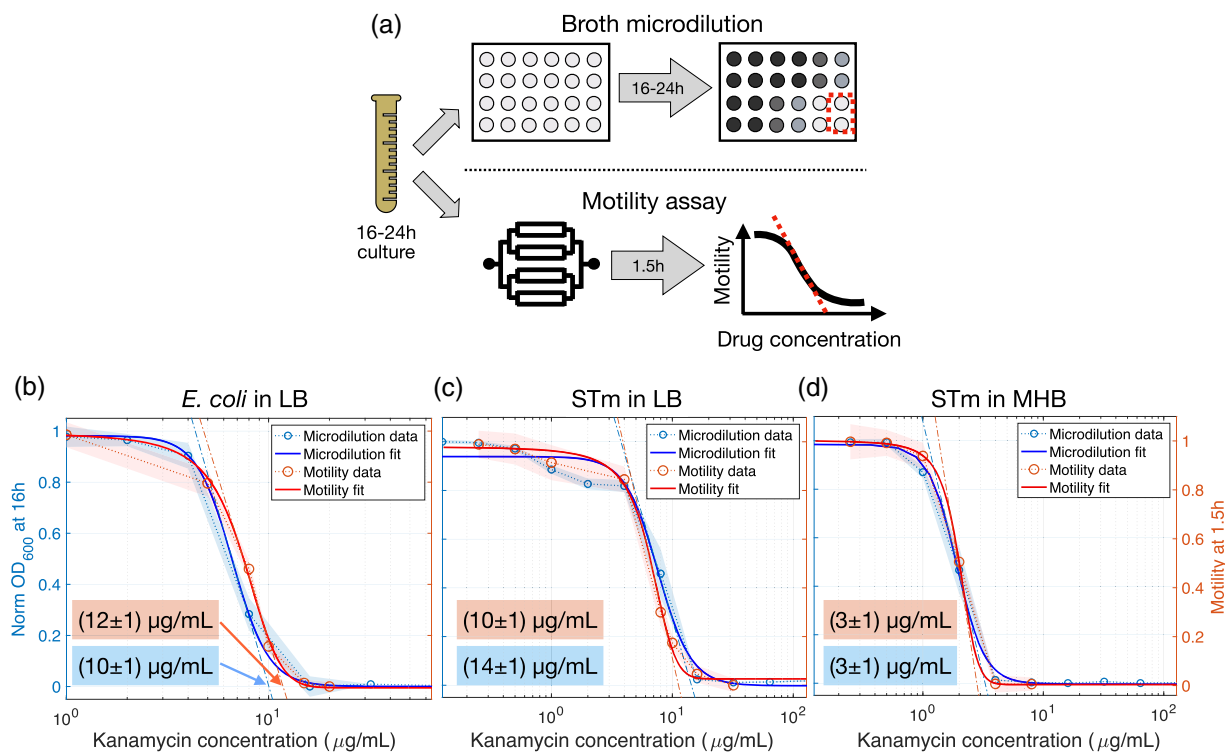 (a)
Broth microdilution
16-24h
16-24h
culture
Motility assay
1.5h
Motility
Drug concentration
(b)
E. coli in LB
Norm OD600 at 16h
1
0.8
0.6
0.4
0.2
0
Microdilution data
Microdilution fit
Motility data
Motility fit
(12±1) µg/mL
(10±1) µg/mL
10^0
10^1
Kanamycin concentration (µg/mL)
(c)
STm in LB
Microdilution data
Microdilution fit
Motility data
Motility fit
(10±1) µg/mL
(14±1) µg/mL
10^0
10^1
10^2
Kanamycin concentration (µg/mL)
(d)
STm in MHB
Microdilution data
Microdilution fit
Motility data
Motility fit
(3±1) µg/mL
(3±1) µg/mL
10^0
10^1
10^2
Kanamycin concentration (µg/mL)
1
0.8
0.6
0.4
0.2
0
Motility at 1.5h